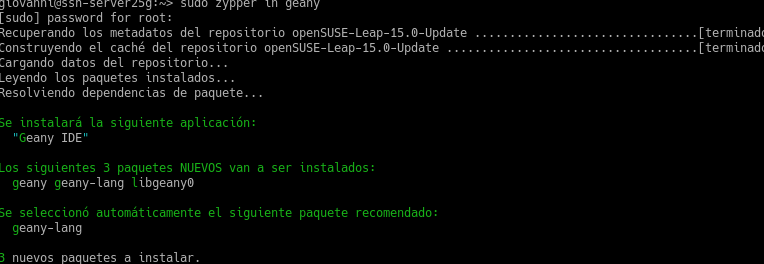 giovanni@ssh-server25g:~> sudo zypper in geany
[sudo] password for root:
Recuperando los metadatos del repositorio openSUSE-Leap-15.0-Update ................................[terminado
Construyendo el caché del repositorio openSUSE-Leap-15.0-Update ....................................[terminado
Cargando datos del repositorio...
Leyendo los paquetes instalados...
Resolviendo dependencias de paquete...
Se instalará la siguiente aplicación:
"Geany IDE"
Los siguientes 3 paquetes NUEVOS van a ser instalados:
geany geany-lang libgeany0
Se seleccionó automáticamente el siguiente paquete recomendado:
geany-lang
3 nuevos paquetes a instalar.